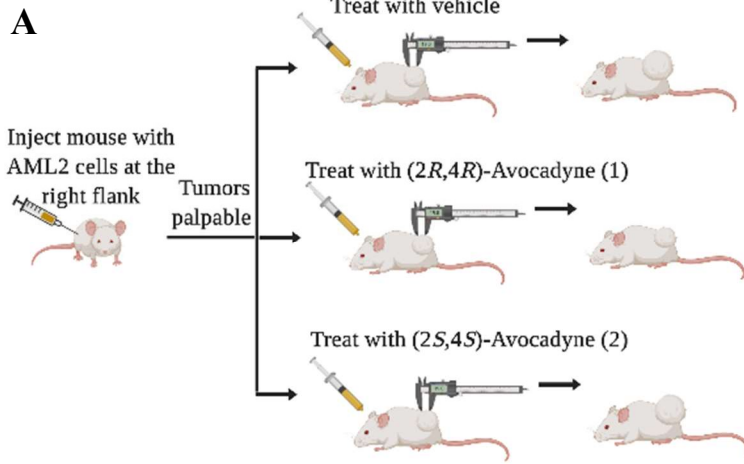 A
Treat with vehicle
Inject mouse with
AML2 cells at the
right flank
Tumors
palpable
Treat with (2R,4R)-Avocadyne (1)
Treat with (2S,4S)-Avocadyne (2)